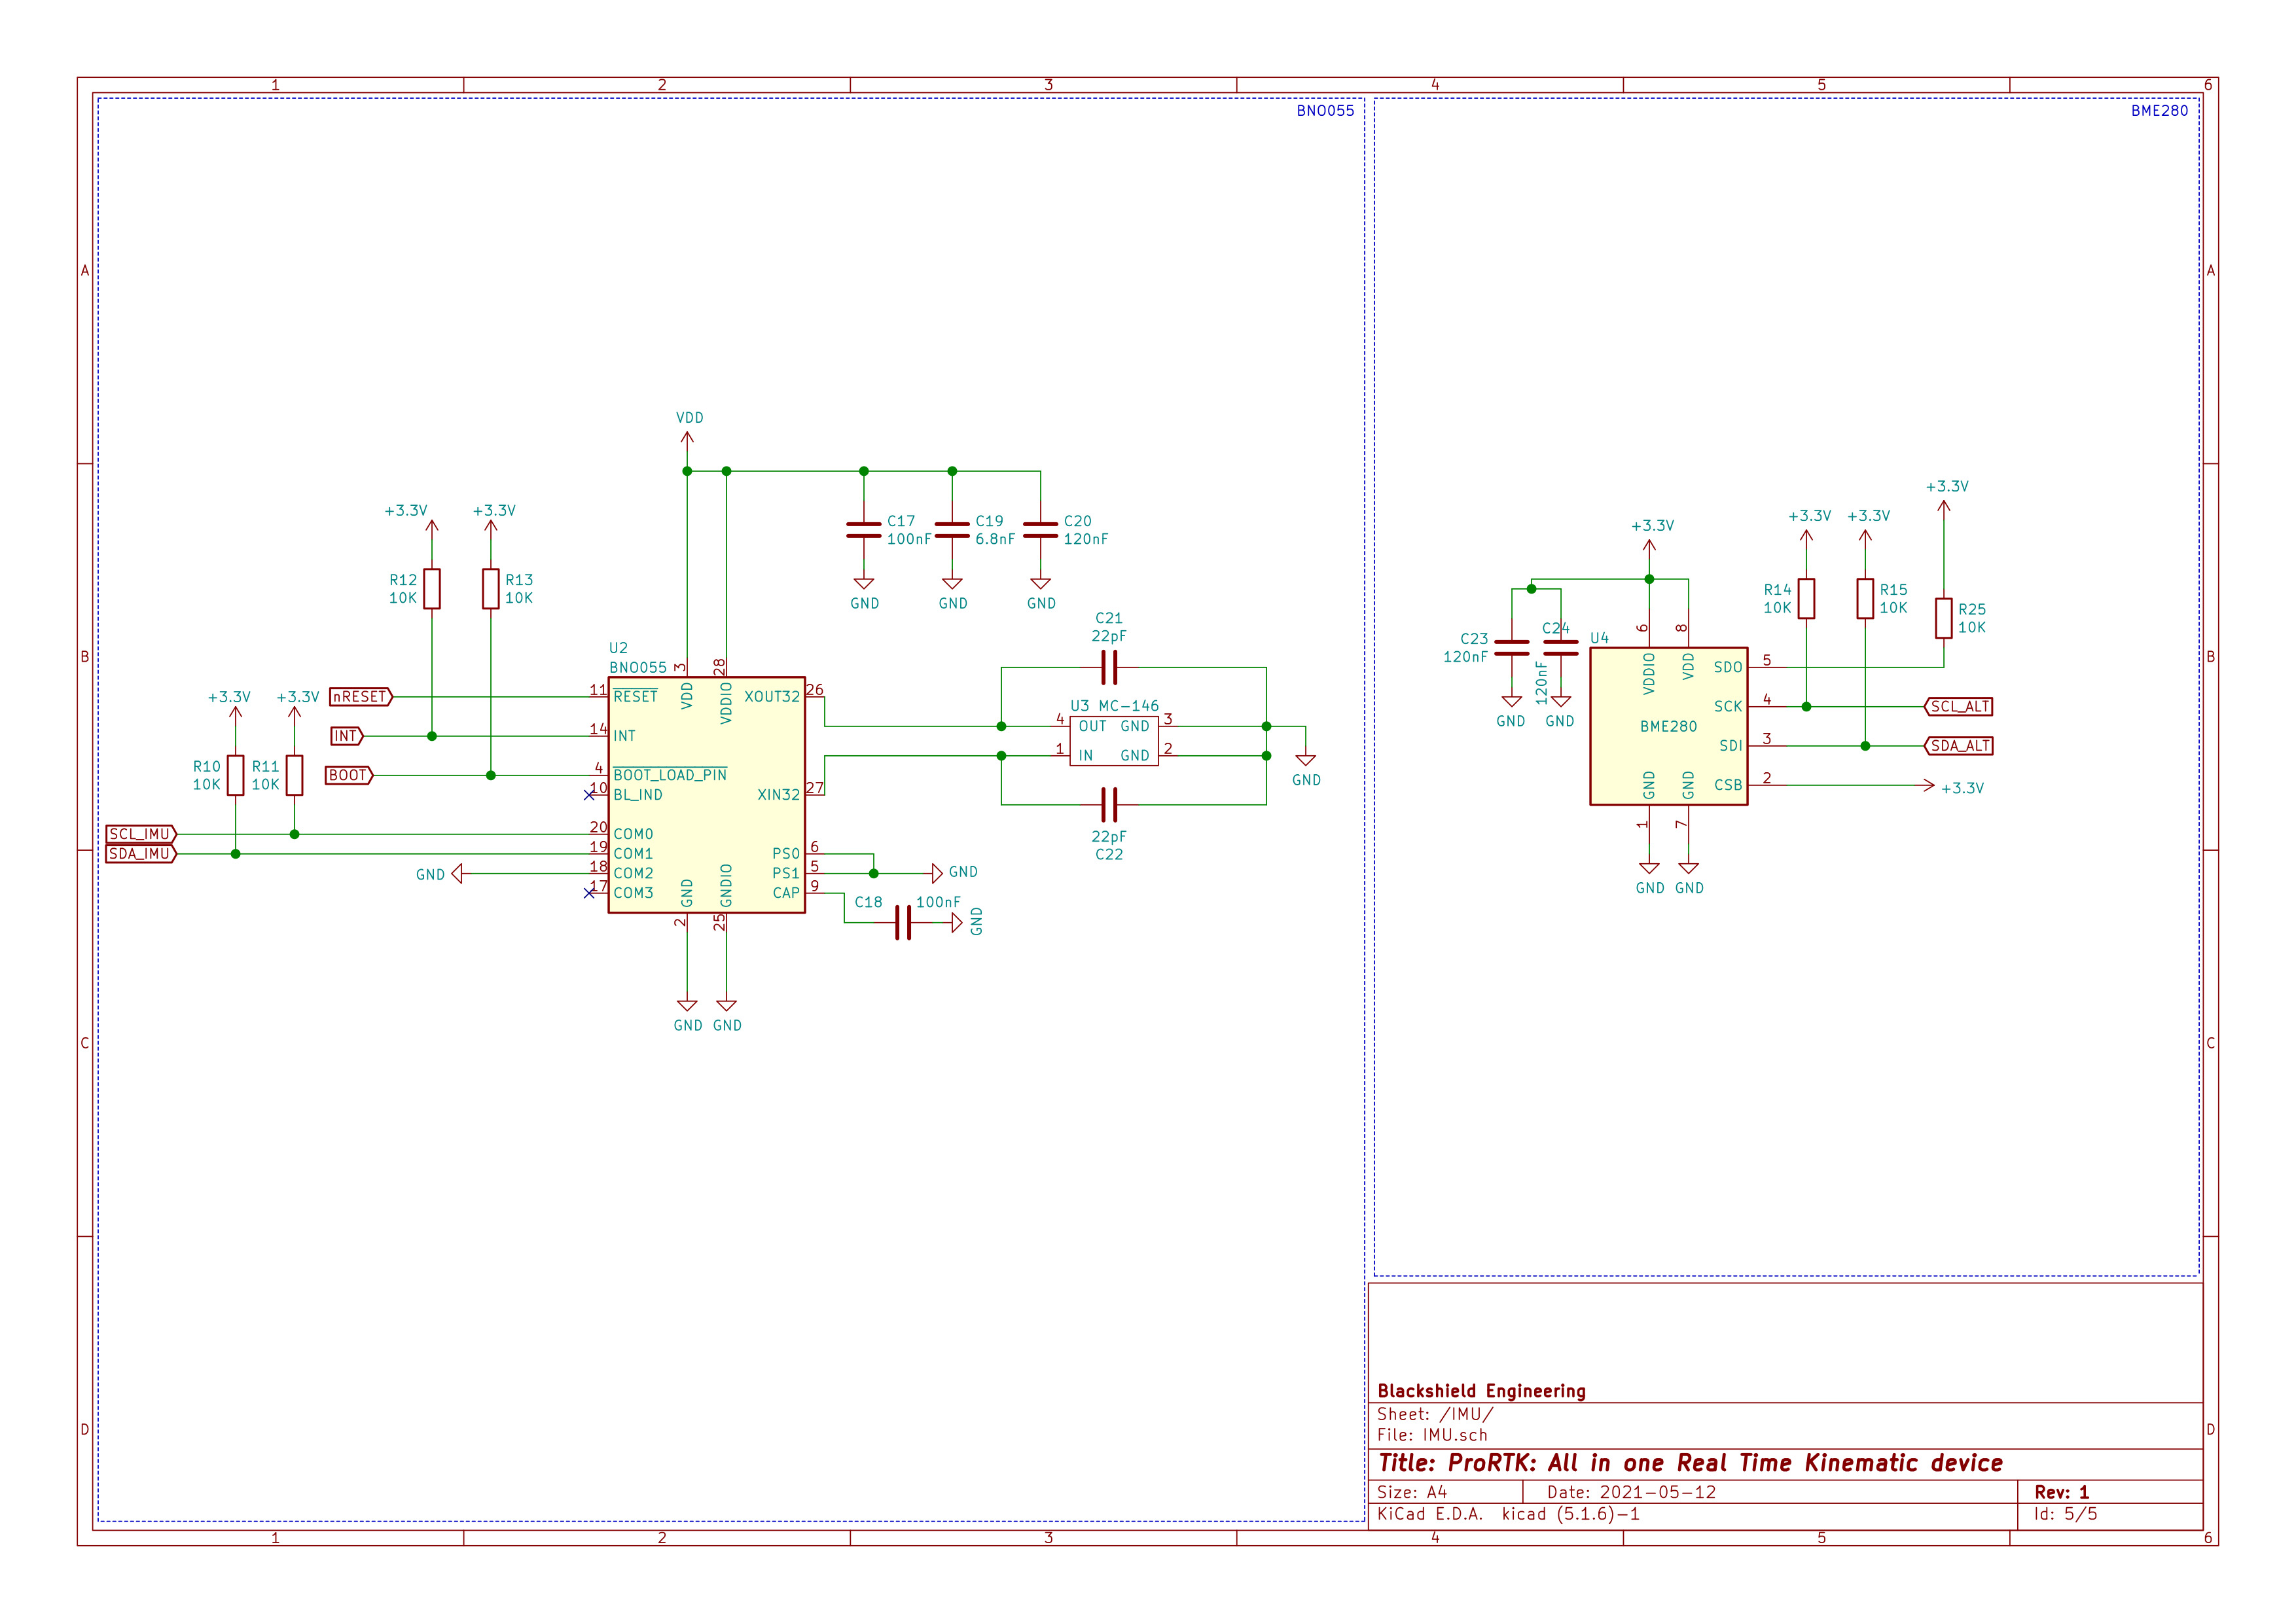 1 2 3 4 5 6
BNO055
BME280
A A
VDD
+3.3V +3.3V
C17
100nF
C19
6.8nF
C20
120nF
GND GND GND
R12
10K
R13
10K
C21
22pF
U2
BNO055
3
28
U3 MC-146
nRESET
11
RESET
VDD
VDDIO
XOUT32
26
4 OUT GND 3
1 IN GND 2
GND
INT
14
INT
+3.3V +3.3V
R10
10K
R11
10K
BOOT
4
BOOT_LOAD_PIN
10
BL_IND
XIN32
27
22pF
C22
SCL_IMU
20
COM0
SDA_IMU
19
COM1
PS0
6
GND
18
COM2
PS1
5
GND
17
COM3
GND
GNDIO
CAP
9
C18
100nF
GND
2
25
GND GND
B B
+3.3V
+3.3V
+3.3V +3.3V
R14
10K
R15
10K
R25
10K
C23
120nF
C24
120nF
GND GND
U4
6
8
VDDIO
VDD
SDO
5
SCK
4
SCL_ALT
BME280
SDI
3
SDA_ALT
GND
GND
CSB
2
+3.3V
1
7
GND GND
C C
D D
Blackshield Engineering
Sheet: /IMU/
File: IMU.sch
Title: ProRTK: All in one Real Time Kinematic device
Size: A4 Date: 2021-05-12 Rev: 1
KiCad E.D.A. kicad (5.1.6)-1 Id: 5/5
1 2 3 4 5 6